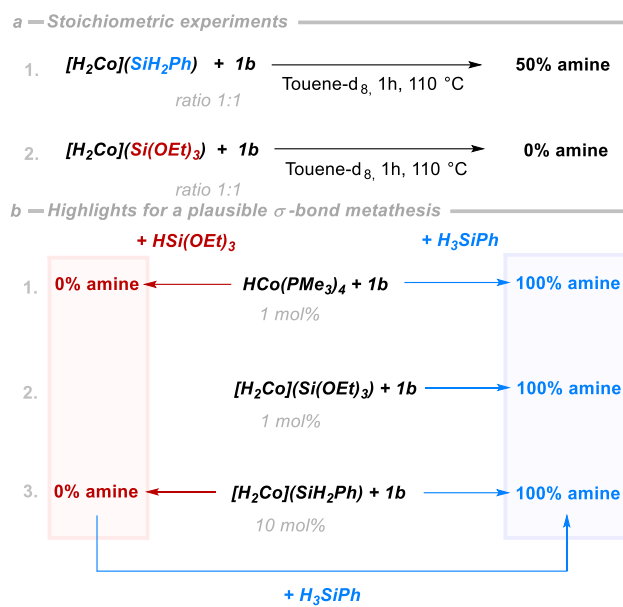 a Stoichiometric experiments
1. [H2Co](SiH2Ph) + 1b 50% amine
Touene-d8, 1h, 110 °C
ratio 1:1
2. [H2Co](Si(OEt)3) + 1b 0% amine
Touene-d8, 1h, 110 °C
ratio 1:1
b Highlights for a plausible σ-bond metathesis
+ HSi(OEt)3 + H3SiPh
1. 0% amine HCo(PMe3)4 + 1b 100% amine
1 mol%
2. [H2Co](Si(OEt)3) + 1b 100% amine
1 mol%
3. 0% amine [H2Co](SiH2Ph) + 1b 100% amine
10 mol%
+ H3SiPh